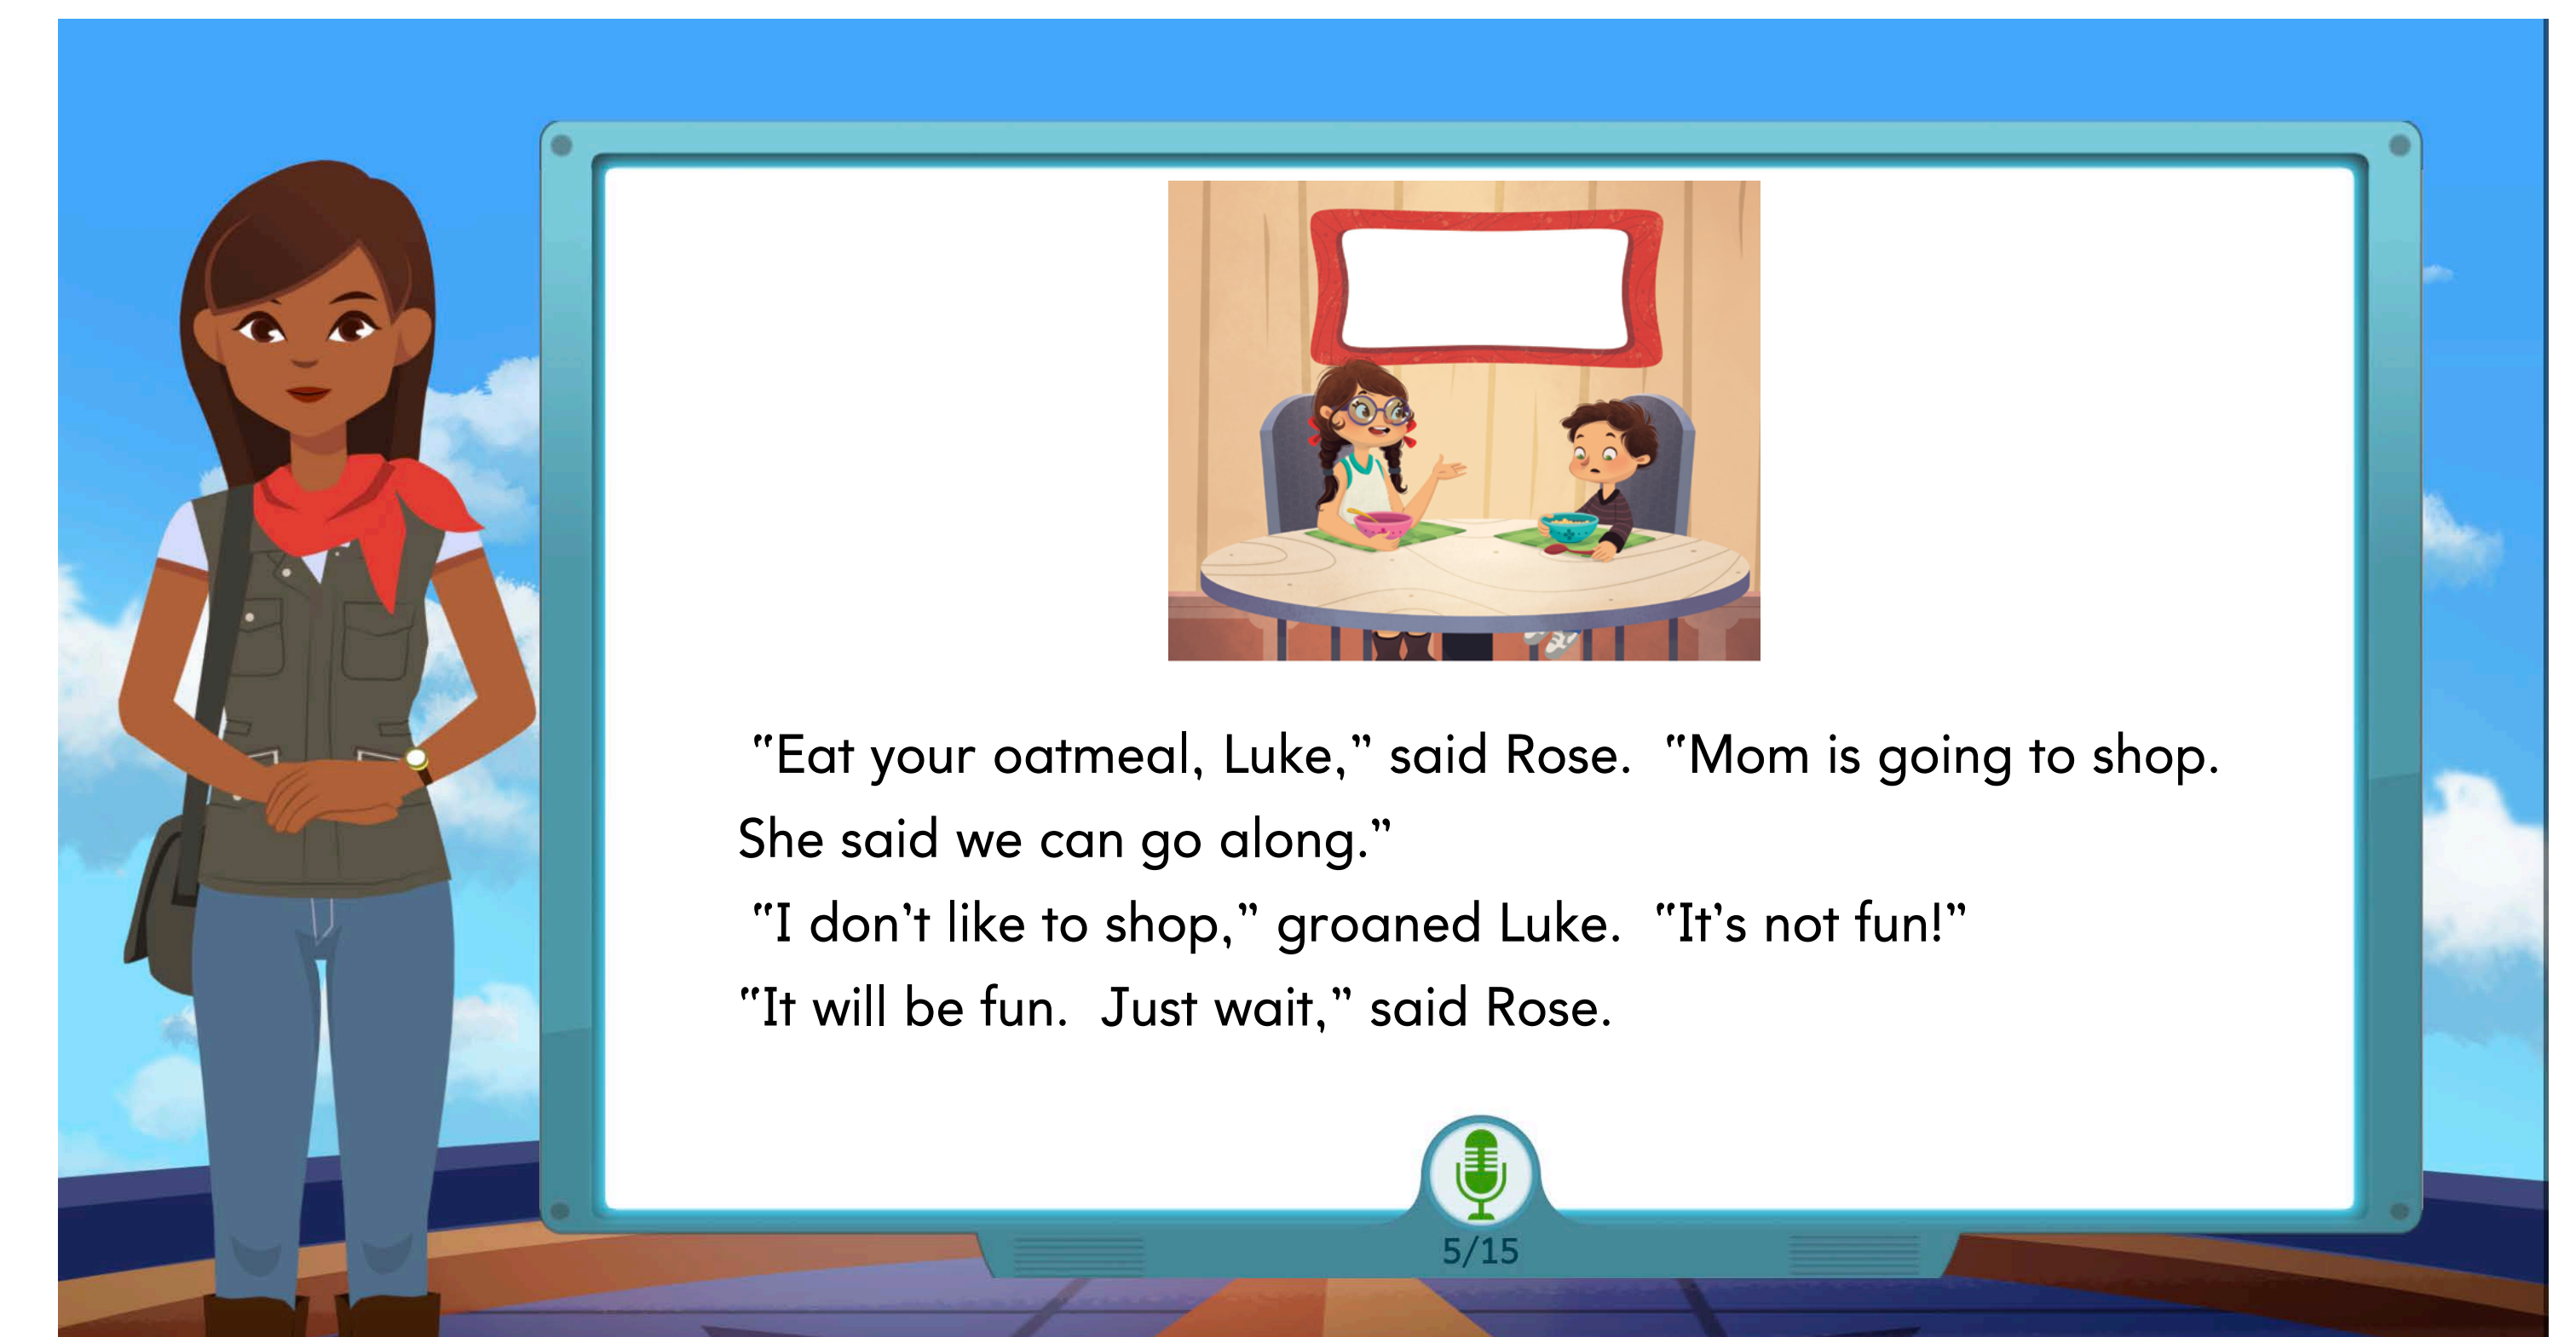 “Eat your oatmeal, Luke,” said Rose.  “Mom is going to shop.
She said we can go along.”
“I don’t like to shop,” groaned Luke.  “It’s not fun!”
“It will be fun.  Just wait,” said Rose.
5/15